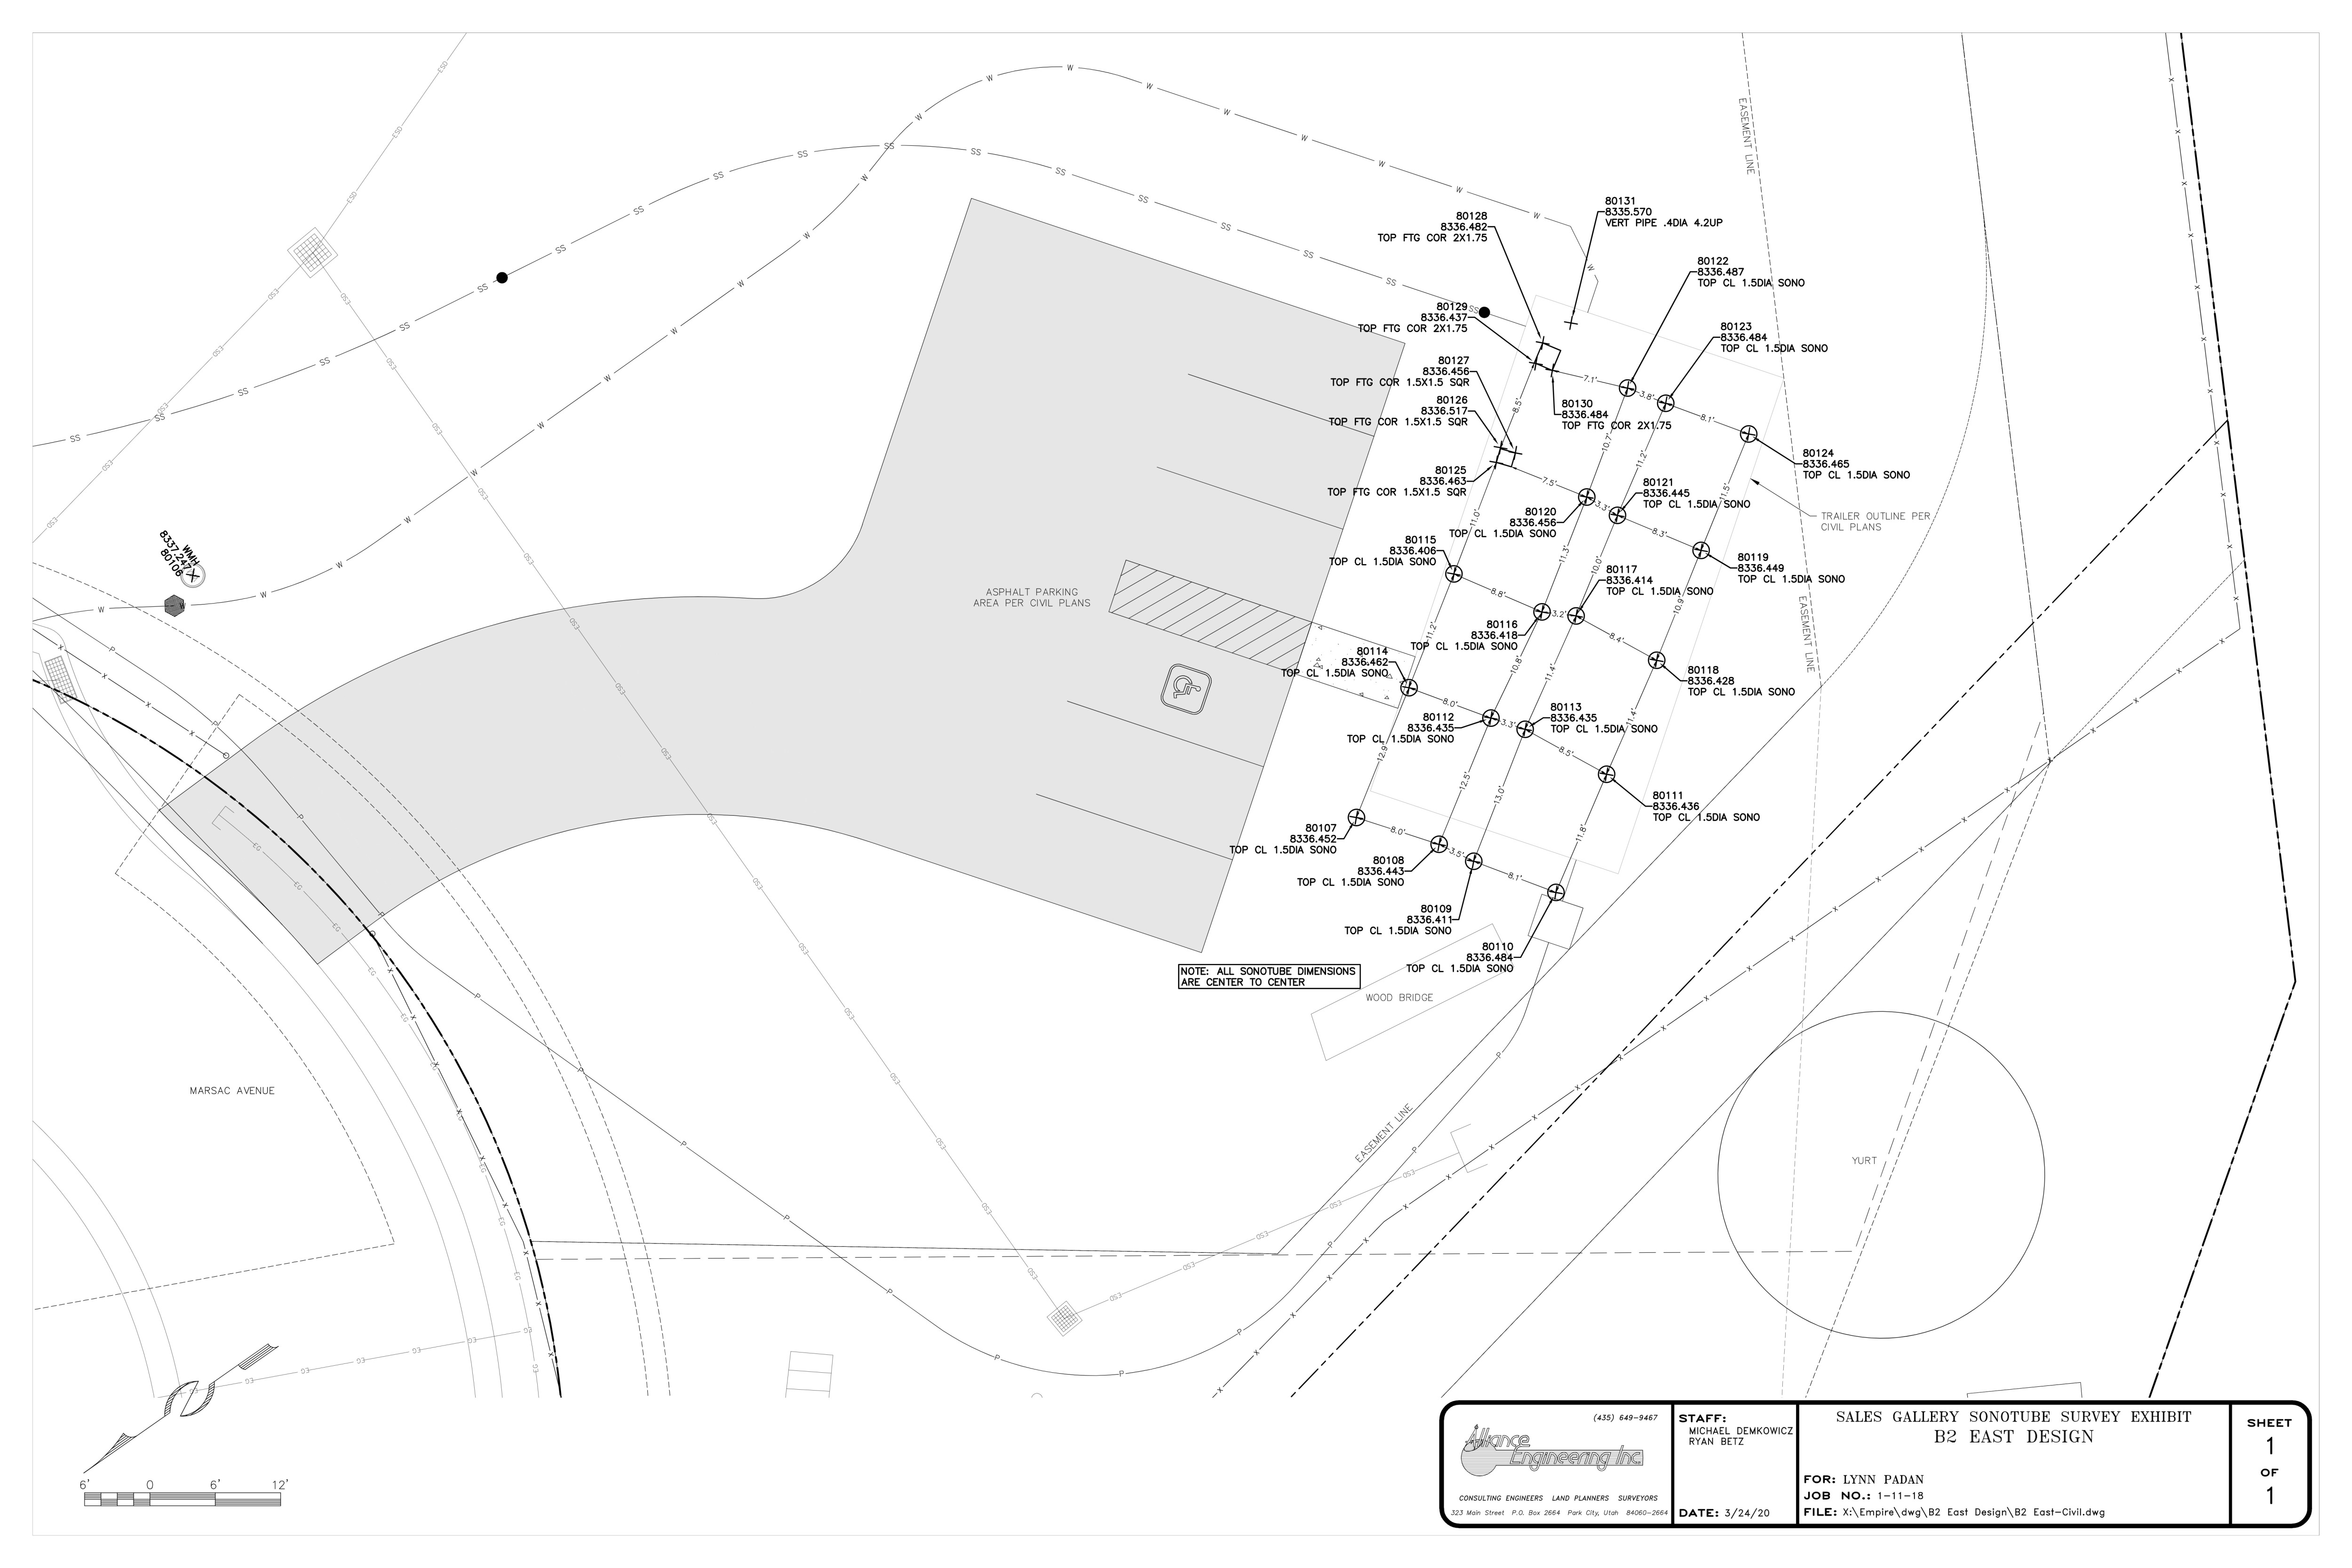 EASEMENT LINE
80131
8335.570
VERT PIPE .4DIA 4.2UP
80128
8336.482
TOP FTG COR 2X1.75
80122
8336.487
TOP CL 1.5DIA SONO
80129
8336.437
TOP FTG COR 2X1.75
80123
8336.484
TOP CL 1.5DIA SONO
80127
8336.456
TOP FTG COR 1.5X1.5 SQR
80126
8336.517
TOP FTG COR 1.5X1.5 SQR
80130
8336.484
TOP FTG COR 2X1.75
7.1'
3.8'
8.1'
8.5'
10.7'
11.2'
11.5'
80124
8336.465
TOP CL 1.5DIA SONO
80125
8336.463
TOP FTG COR 1.5X1.5 SQR
80121
8336.445
TOP CL 1.5DIA SONO
7.5'
3.3'
8.3'
80120
8336.456
TOP CL 1.5DIA SONO
TRAILER OUTLINE PER
CIVIL PLANS
11.0'
11.3'
10.0'
10.9'
80115
8336.406
TOP CL 1.5DIA SONO
80119
8336.449
TOP CL 1.5DIA SONO
80117
8336.414
TOP CL 1.5DIA SONO
WMH
8337.247
80106
ASPHALT PARKING
AREA PER CIVIL PLANS
8.8'
3.2'
8.4'
EASEMENT LINE
80116
8336.418
TOP CL 1.5DIA SONO
11.2'
10.8'
11.4'
11.4'
80114
8336.462
TOP CL 1.5DIA SONO
80118
8336.428
TOP CL 1.5DIA SONO
8.0'
3.3'
8.5'
80112
8336.435
TOP CL 1.5DIA SONO
80113
8336.435
TOP CL 1.5DIA SONO
12.9'
12.5'
13.0'
11.8'
80111
8336.436
TOP CL 1.5DIA SONO
80107
8336.452
TOP CL 1.5DIA SONO
8.0'
3.5'
8.1'
80108
8336.443
TOP CL 1.5DIA SONO
80109
8336.411
TOP CL 1.5DIA SONO
80110
8336.484
TOP CL 1.5DIA SONO
NOTE: ALL SONOTUBE DIMENSIONS
ARE CENTER TO CENTER
WOOD BRIDGE
MARSAC AVENUE
EASEMENT LINE
YURT
6' 0 6' 12'
(435) 649-9467
Alliance
Engineering Inc.
CONSULTING ENGINEERS LAND PLANNERS SURVEYORS
323 Main Street P.O. Box 2664 Park City, Utah 84060-2664
STAFF:
MICHAEL DEMKOWICZ
RYAN BETZ
DATE: 3/24/20
SALES GALLERY SONOTUBE SURVEY EXHIBIT
B2 EAST DESIGN
FOR: LYNN PADAN
JOB NO.: 1-11-18
FILE: X:\Empire\dwg\B2 East Design\B2 East-Civil.dwg
SHEET
1
OF
1